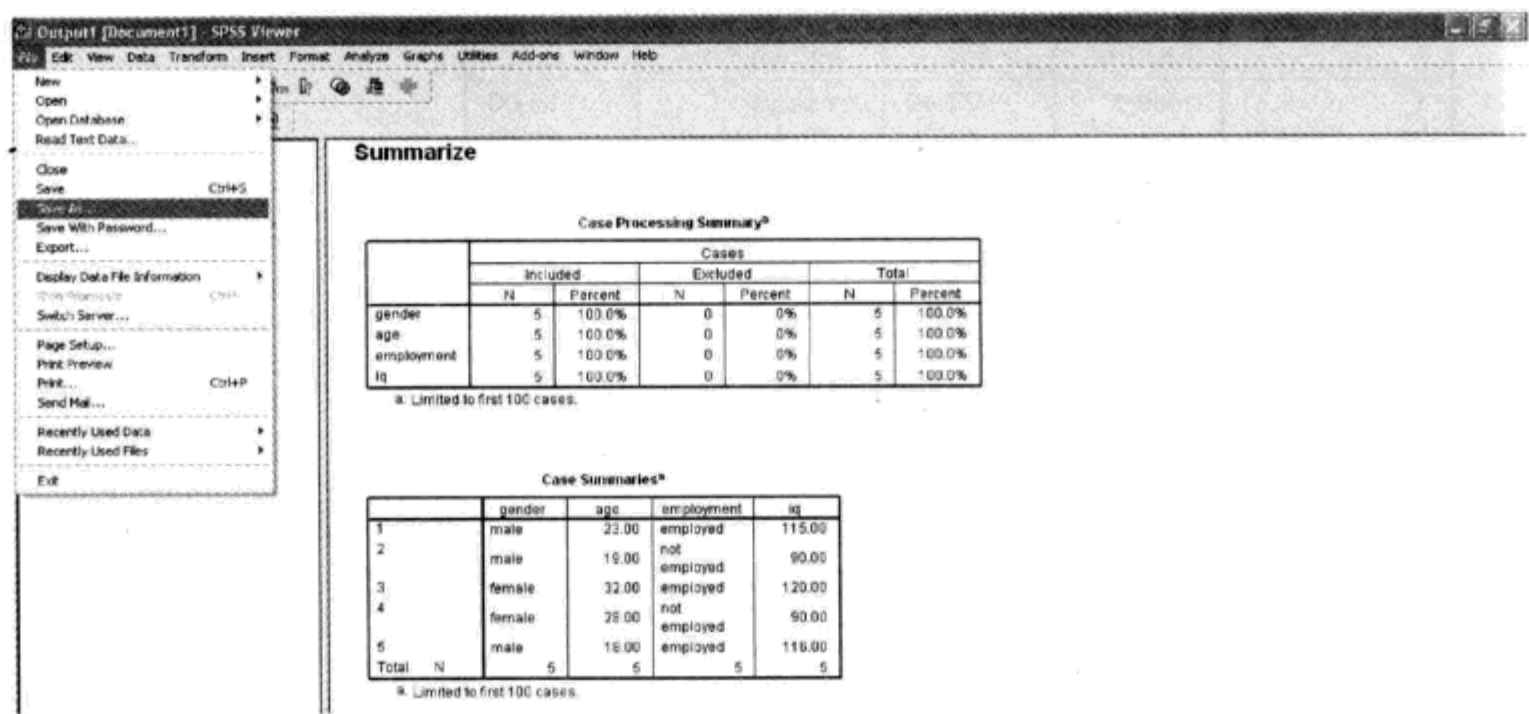 Output1 [Document1] - SPSS Viewer
File Edit View Data Transform Insert Format Analyze Graphs Utilities Add-ons Window Help
New
Open
Open Database
Read Text Data...
Close
Save Ctrl+S
Save As...
Save With Password...
Export...
Display Data File Information
Switch Server...
Page Setup...
Print Preview
Print... Ctrl+P
Send Mail...
Recently Used Data
Recently Used Files
Exit
Summarize
Case Processing Summaryª
Cases
Included Excluded Total
N Percent N Percent N Percent
gender 5 100.0% 0 0% 5 100.0%
age 5 100.0% 0 0% 5 100.0%
employment 5 100.0% 0 0% 5 100.0%
iq 5 100.0% 0 0% 5 100.0%
a. Limited to first 100 cases.
Case Summariesª
gender age employment iq
1 male 23.00 employed 115.00
2 male 19.00 not employed 90.00
3 female 32.00 employed 120.00
4 female 28.00 not employed 90.00
5 male 18.00 employed 116.00
Total N 5 5 5 5
a. Limited to first 100 cases.